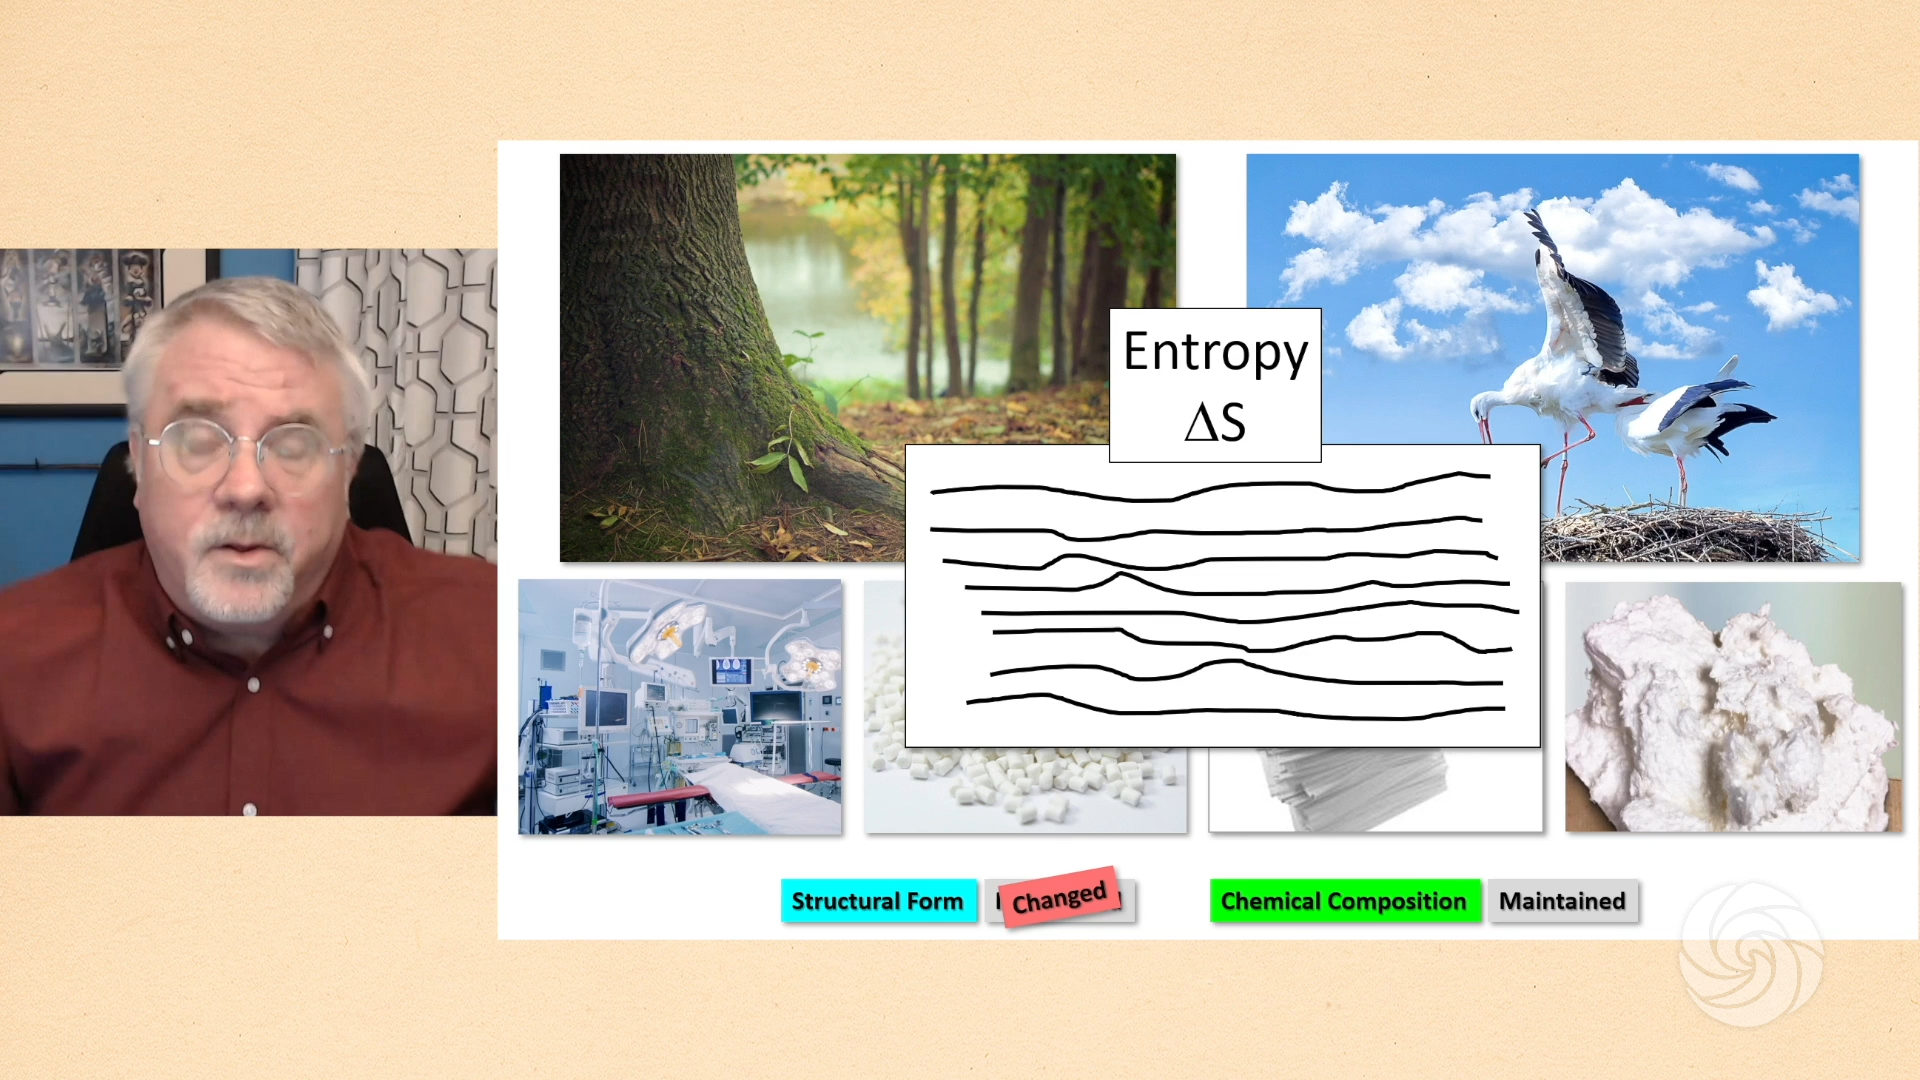 Entropy
ΔS
Structural Form
Changed
Chemical Composition
Maintained